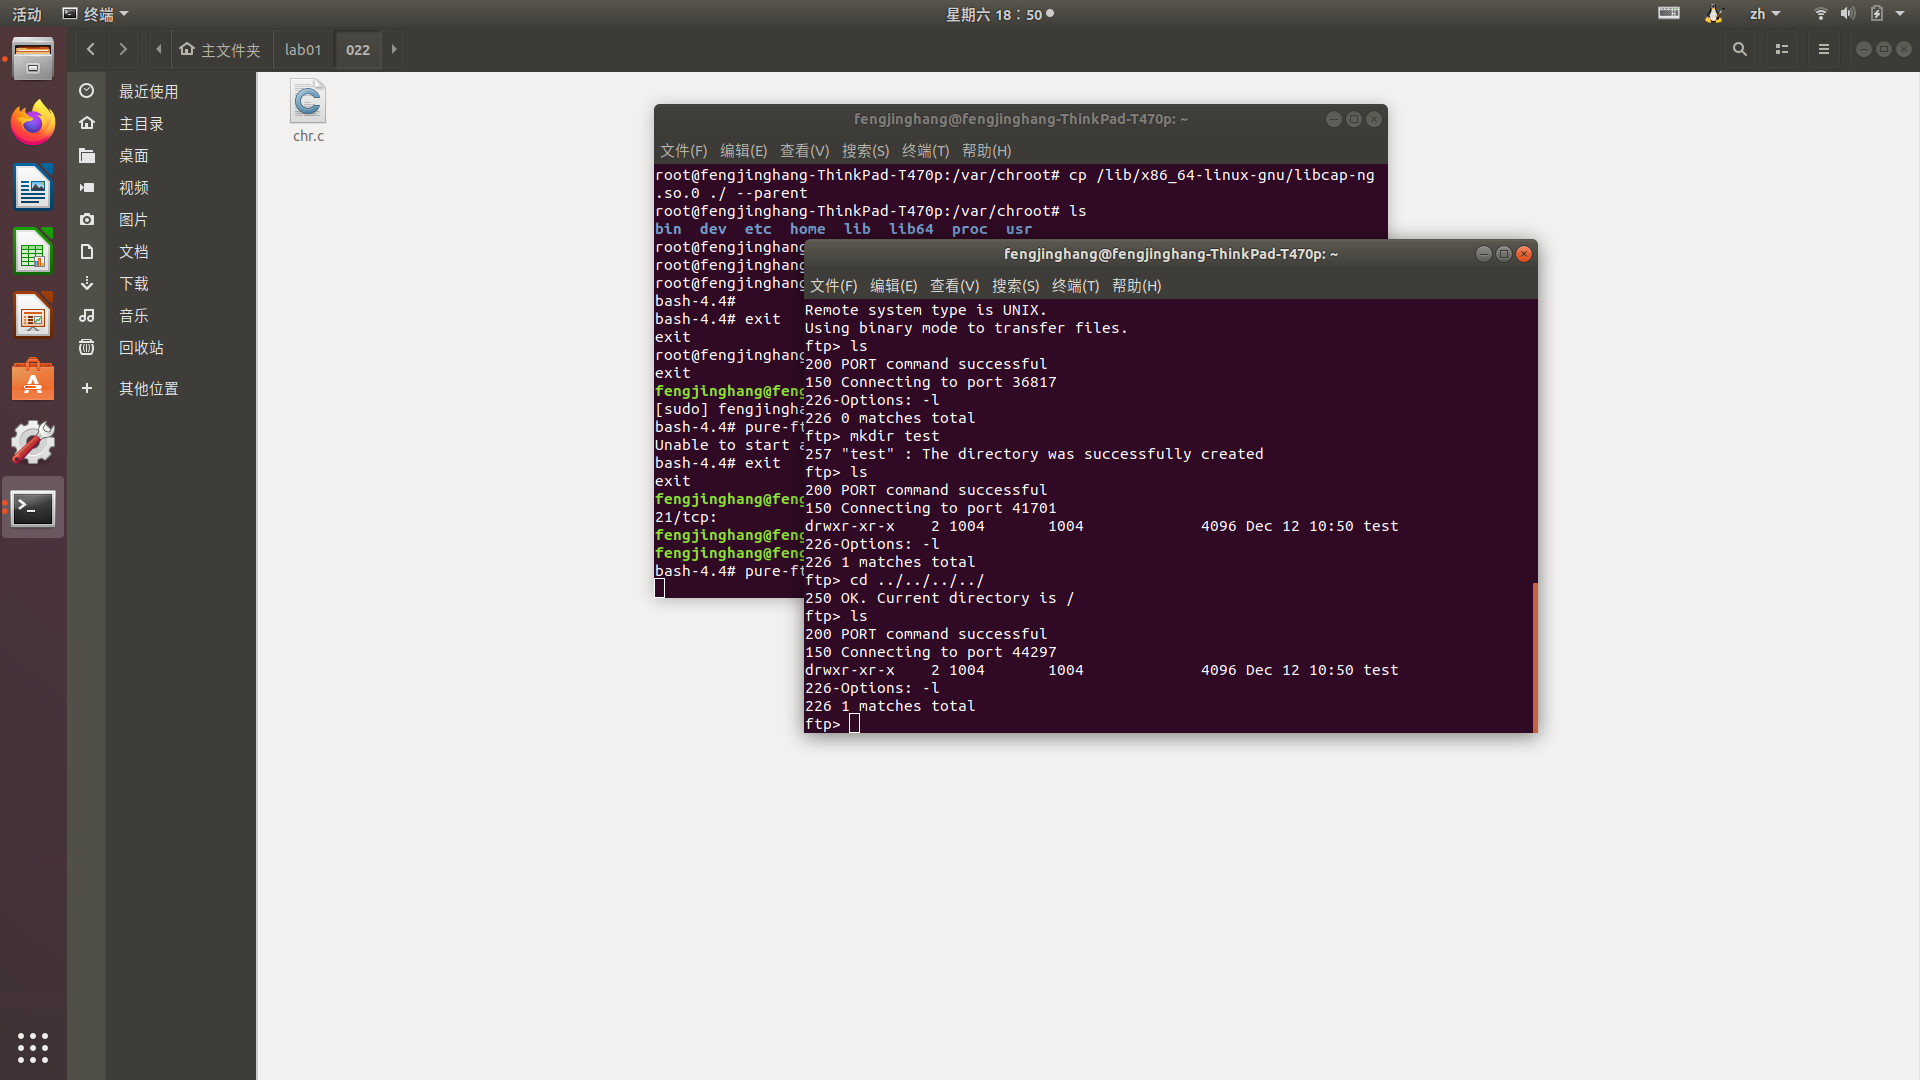 活动
终端
星期六 18：50
zh
主文件夹
lab01
022
最近使用
主目录
桌面
视频
图片
文档
下载
音乐
回收站
其他位置
chr.c
fengjinghang@fengjinghang-ThinkPad-T470p: ~
文件(F) 编辑(E) 查看(V) 搜索(S) 终端(T) 帮助(H)
root@fengjinghang-ThinkPad-T470p:/var/chroot# cp /lib/x86_64-linux-gnu/libcap-ng
.so.0 ./ --parent
root@fengjinghang-ThinkPad-T470p:/var/chroot# ls
bin dev etc home lib lib64 proc usr
root@fengjinghang
root@fengjinghang
root@fengjinghang
bash-4.4#
bash-4.4# exit
exit
root@fengjinghang
exit
fengjinghang@feng
[sudo] fengjingha
bash-4.4# pure-ft
Unable to start a
bash-4.4# exit
exit
fengjinghang@feng
21/tcp:
fengjinghang@feng
fengjinghang@feng
bash-4.4# pure-ft
fengjinghang@fengjinghang-ThinkPad-T470p: ~
文件(F) 编辑(E) 查看(V) 搜索(S) 终端(T) 帮助(H)
Remote system type is UNIX.
Using binary mode to transfer files.
ftp> ls
200 PORT command successful
150 Connecting to port 36817
226-Options: -l
226 0 matches total
ftp> mkdir test
257 "test" : The directory was successfully created
ftp> ls
200 PORT command successful
150 Connecting to port 41701
drwxr-xr-x 2 1004 1004 4096 Dec 12 10:50 test
226-Options: -l
226 1 matches total
ftp> cd ../../../../
250 OK. Current directory is /
ftp> ls
200 PORT command successful
150 Connecting to port 44297
drwxr-xr-x 2 1004 1004 4096 Dec 12 10:50 test
226-Options: -l
226 1 matches total
ftp>